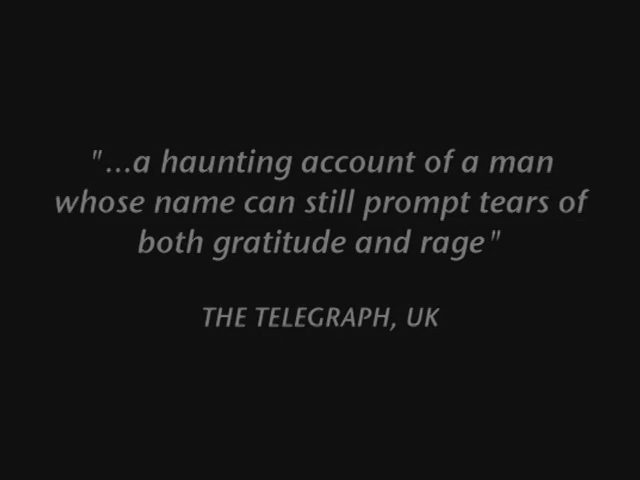 "...a haunting account of a man
whose name can still prompt tears of
both gratitude and rage"
THE TELEGRAPH, UK